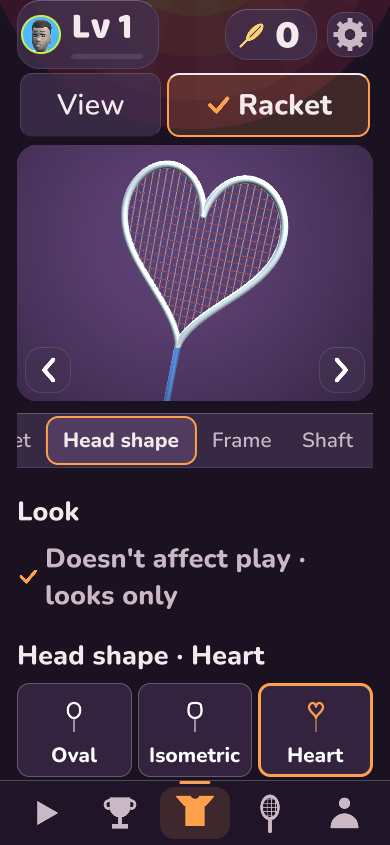 Lv 1
0
View
Racket
et
Head shape
Frame
Shaft
Look
Doesn't affect play ·
looks only
Head shape · Heart
Oval
Isometric
Heart